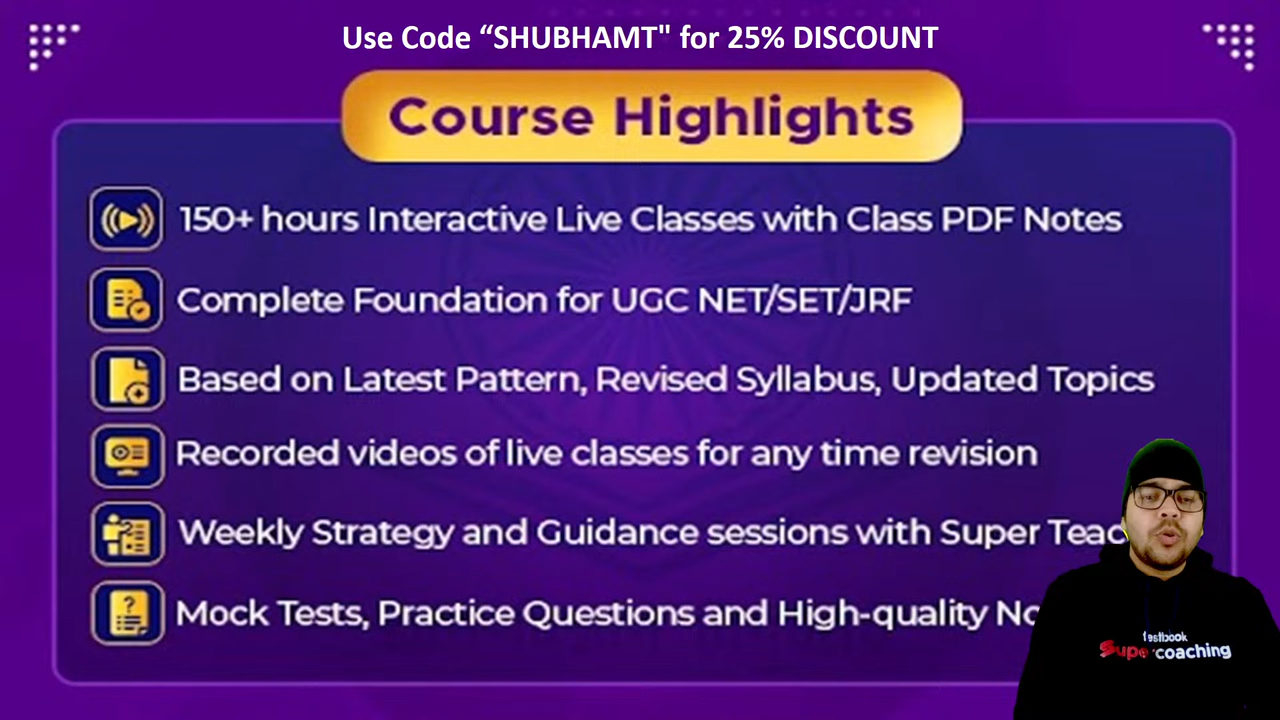 Use Code “SHUBHAMT" for 25% DISCOUNT
Course Highlights
150+ hours Interactive Live Classes with Class PDF Notes
Complete Foundation for UGC NET/SET/JRF
Based on Latest Pattern, Revised Syllabus, Updated Topics
Recorded videos of live classes for any time revision
Weekly Strategy and Guidance sessions with Super
Mock Tests, Practice Questions and High-quality
testbook
Supercoaching